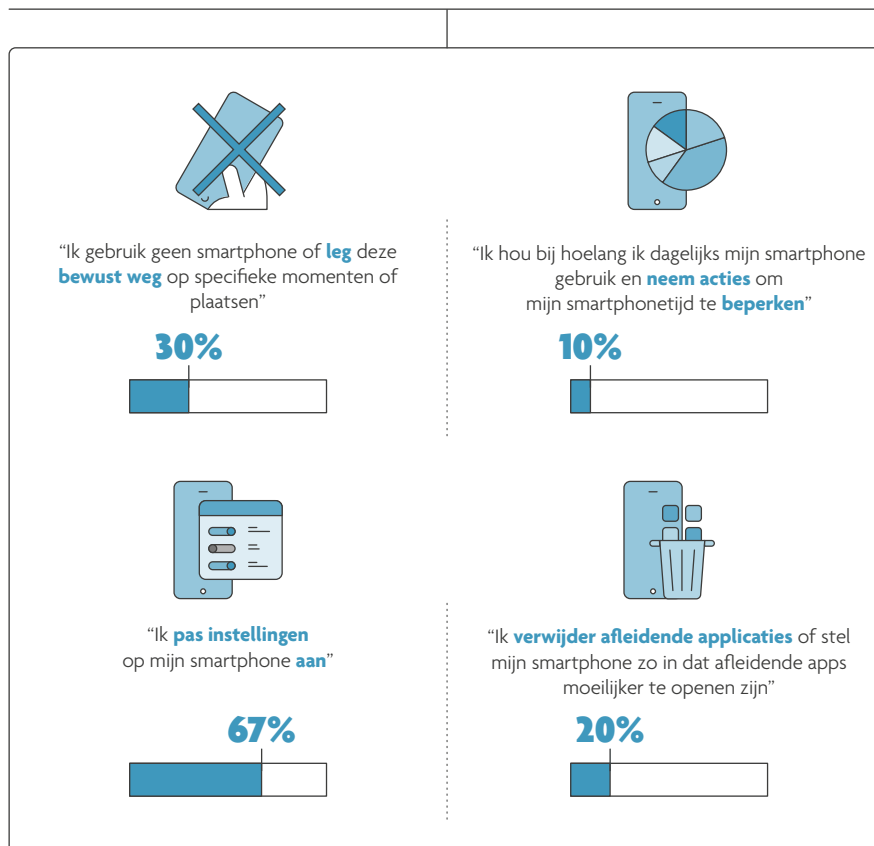 “Ik gebruik geen smartphone of leg deze
bewust weg op specifieke momenten of
plaatsen”
30%
“Ik hou bij hoelang ik dagelijks mijn smartphone
gebruik en neem acties om
mijn smartphonetijd te beperken”
10%
“Ik pas instellingen
op mijn smartphone aan”
67%
“Ik verwijder afleidende applicaties of stel
mijn smartphone zo in dat afleidende apps
moeilijker te openen zijn”
20%